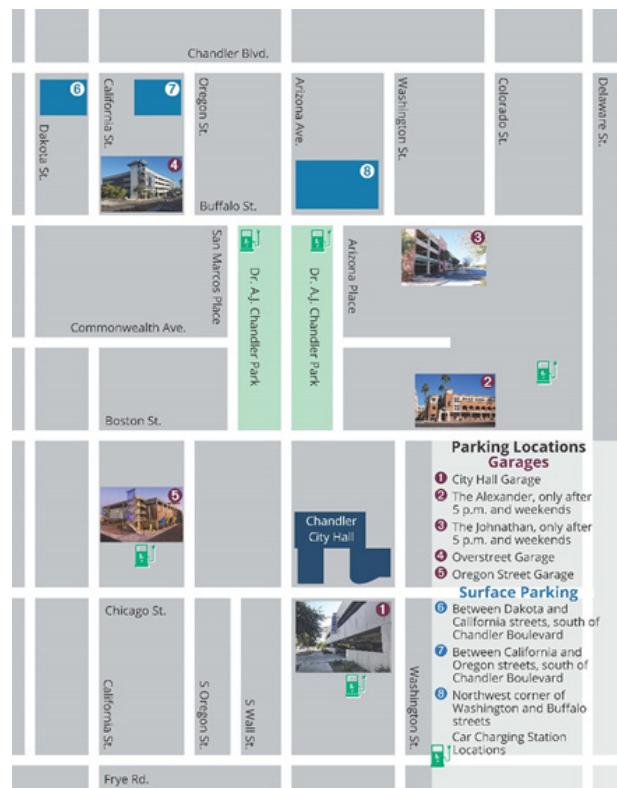 Chandler Blvd.
6
7
Dakota St.
California St.
Oregon St.
Arizona Ave.
Washington St.
Colorado St.
Delaware St.
4
8
Buffalo St.
San Marcos Place
Dr. A.J. Chandler Park
Dr. A.J. Chandler Park
Arizona Place
3
Commonwealth Ave.
2
Boston St.
5
Chandler
City Hall
Chicago St.
1
California St.
S Oregon St.
S Wall St.
Washington St.
Frye Rd.
Parking Locations
Garages
1 City Hall Garage
2 The Alexander, only after
5 p.m. and weekends
3 The Johnathan, only after
5 p.m. and weekends
4 Overstreet Garage
5 Oregon Street Garage
Surface Parking
6 Between Dakota and
California streets, south of
Chandler Boulevard
7 Between California and
Oregon streets, south of
Chandler Boulevard
8 Northwest corner of
Washington and Buffalo
streets
Car Charging Station
Locations